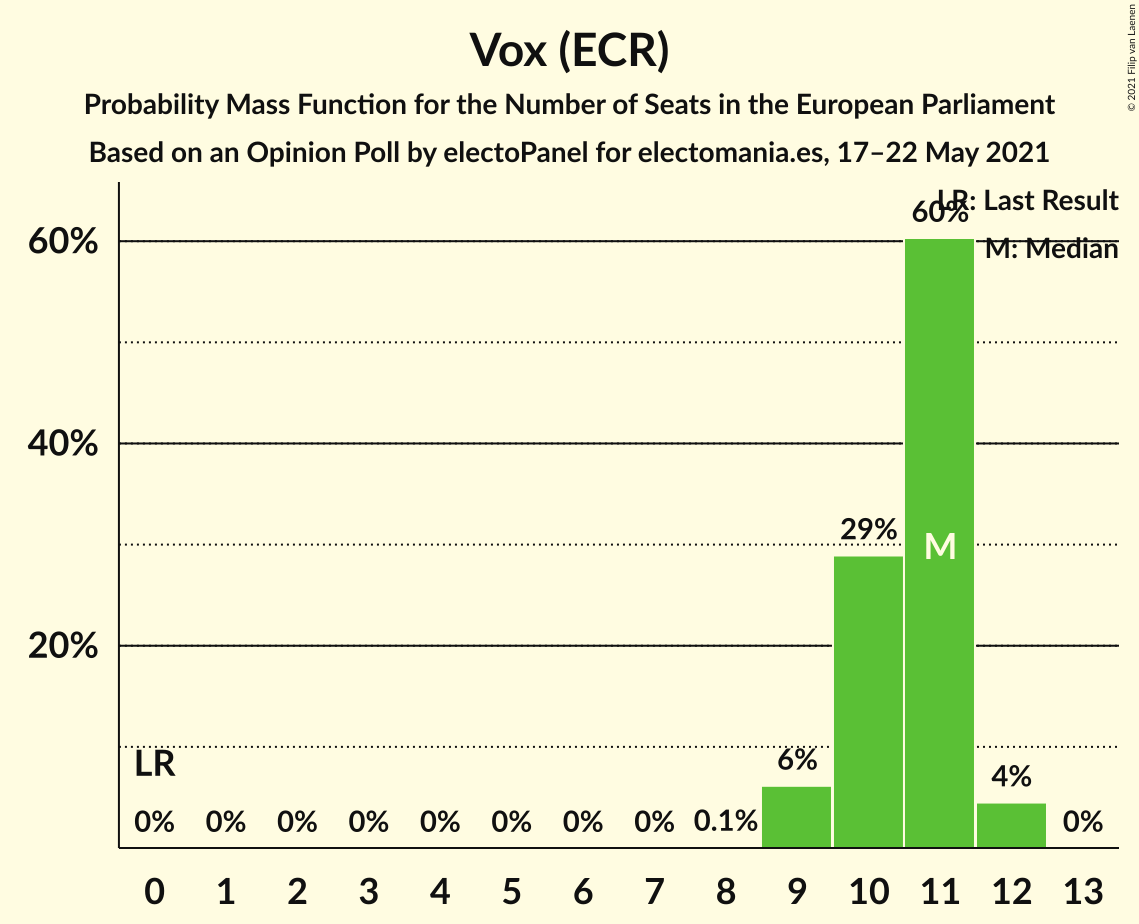 Vox (ECR)
Probability Mass Function for the Number of Seats in the European Parliament
Based on an Opinion Poll by electoPanel for electomania.es, 17–22 May 2021
© 2021 Filip van Laenen
LR: Last Result
M: Median
60%
40%
20%
LR
0% 0% 0% 0% 0% 0% 0% 0% 0.1% 6% 29% 60% 4% 0%
M
0 1 2 3 4 5 6 7 8 9 10 11 12 13